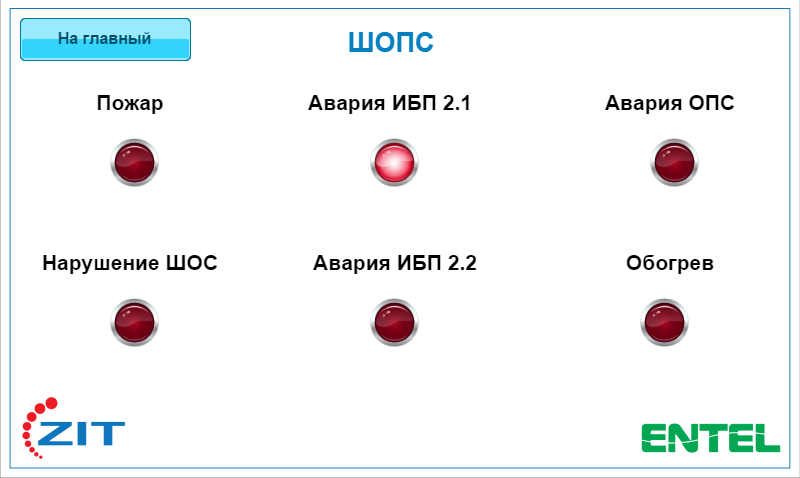 На главный
ШОПС
Пожар
Авария ИБП 2.1
Авария ОПС
Нарушение ШОС
Авария ИБП 2.2
Обогрев
ZIT
ENTEL